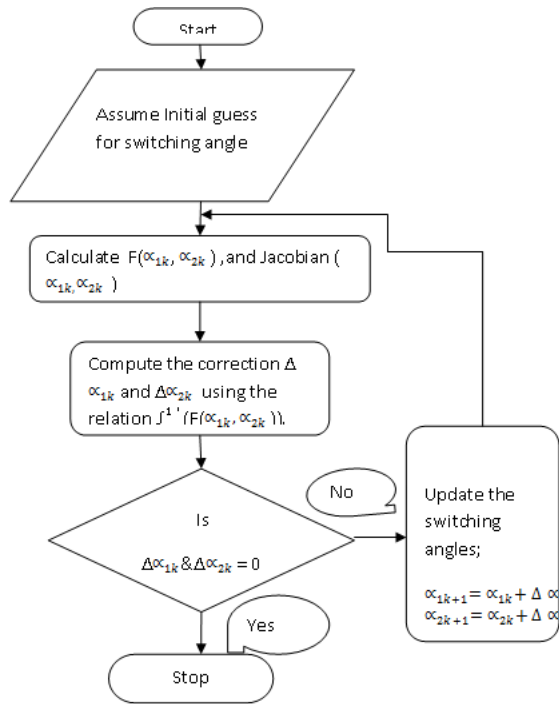 Start
Assume Initial guess
for switching angle
Calculate F(∝1k, ∝2k ) ,and Jacobian (
∝1k,∝2k )
Compute the correction Δ
∝1k and Δ∝2k using the
relation (F(∝1k, ∝2k )).
Is
Δ∝1k&Δ∝2k = 0
No
Update the
switching
angles;
∝1k+1= ∝1k+ Δ ∝
∝2k+1= ∝2k+ Δ ∝
Yes
Stop